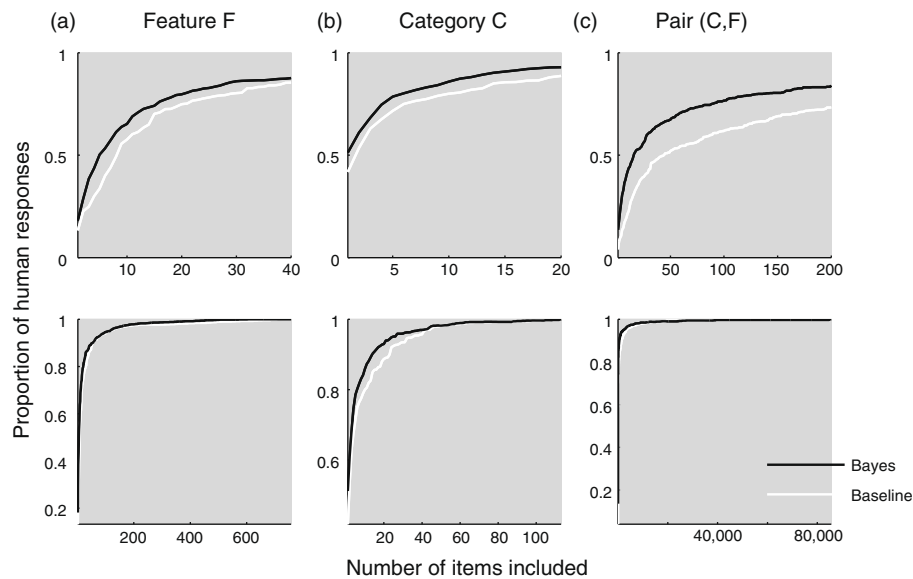 (a) Feature F
(b) Category C
(c) Pair (C,F)
Proportion of human responses
1
0.5
0
10 20 30 40
1
0.5
0
5 10 15 20
1
0.5
0
50 100 150 200
1
0.8
0.6
0.4
0.2
200 400 600
1
0.8
0.6
20 40 60 80 100
1
0.8
0.6
0.4
0.2
40,000 80,000
Bayes
Baseline
Number of items included